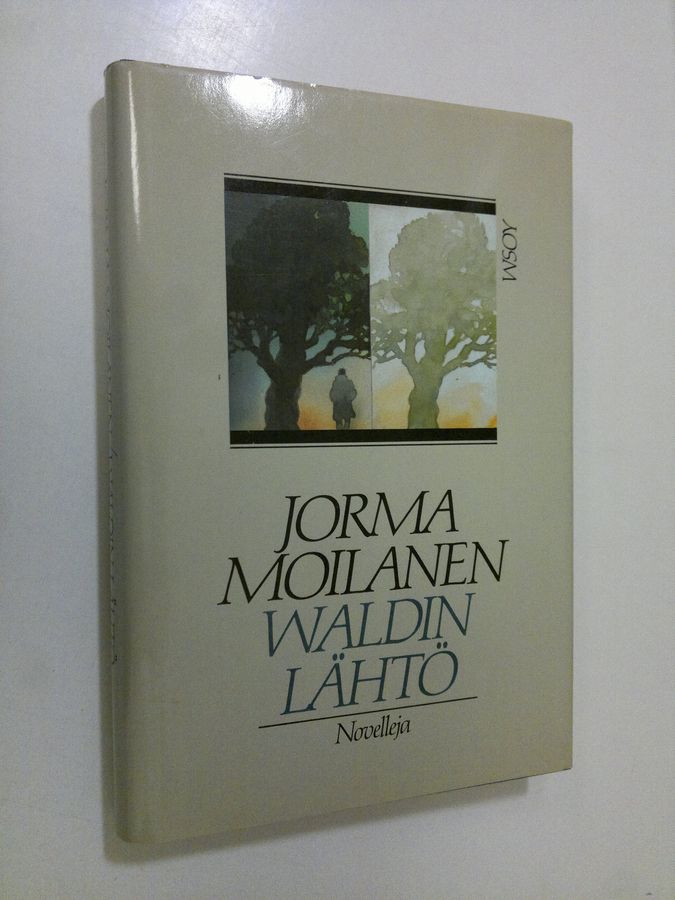 WSOY
JORMA
MOILANEN
WALDIN
LÄHTÖ
Novelleja